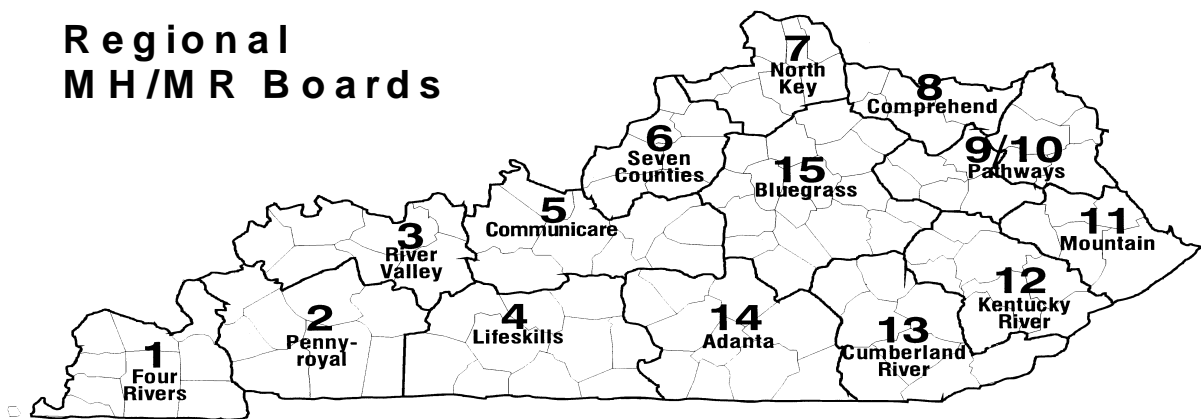 Regional
MH/MR Boards
7
North
Key
8
Comprehend
6
Seven
Counties
9/10
Pathways
15
Bluegrass
5
Communicare
11
Mountain
3
River
Valley
12
Kentucky
River
2
Penny-
royal
4
Lifeskills
14
Adanta
13
Cumberland
River
1
Four
Rivers